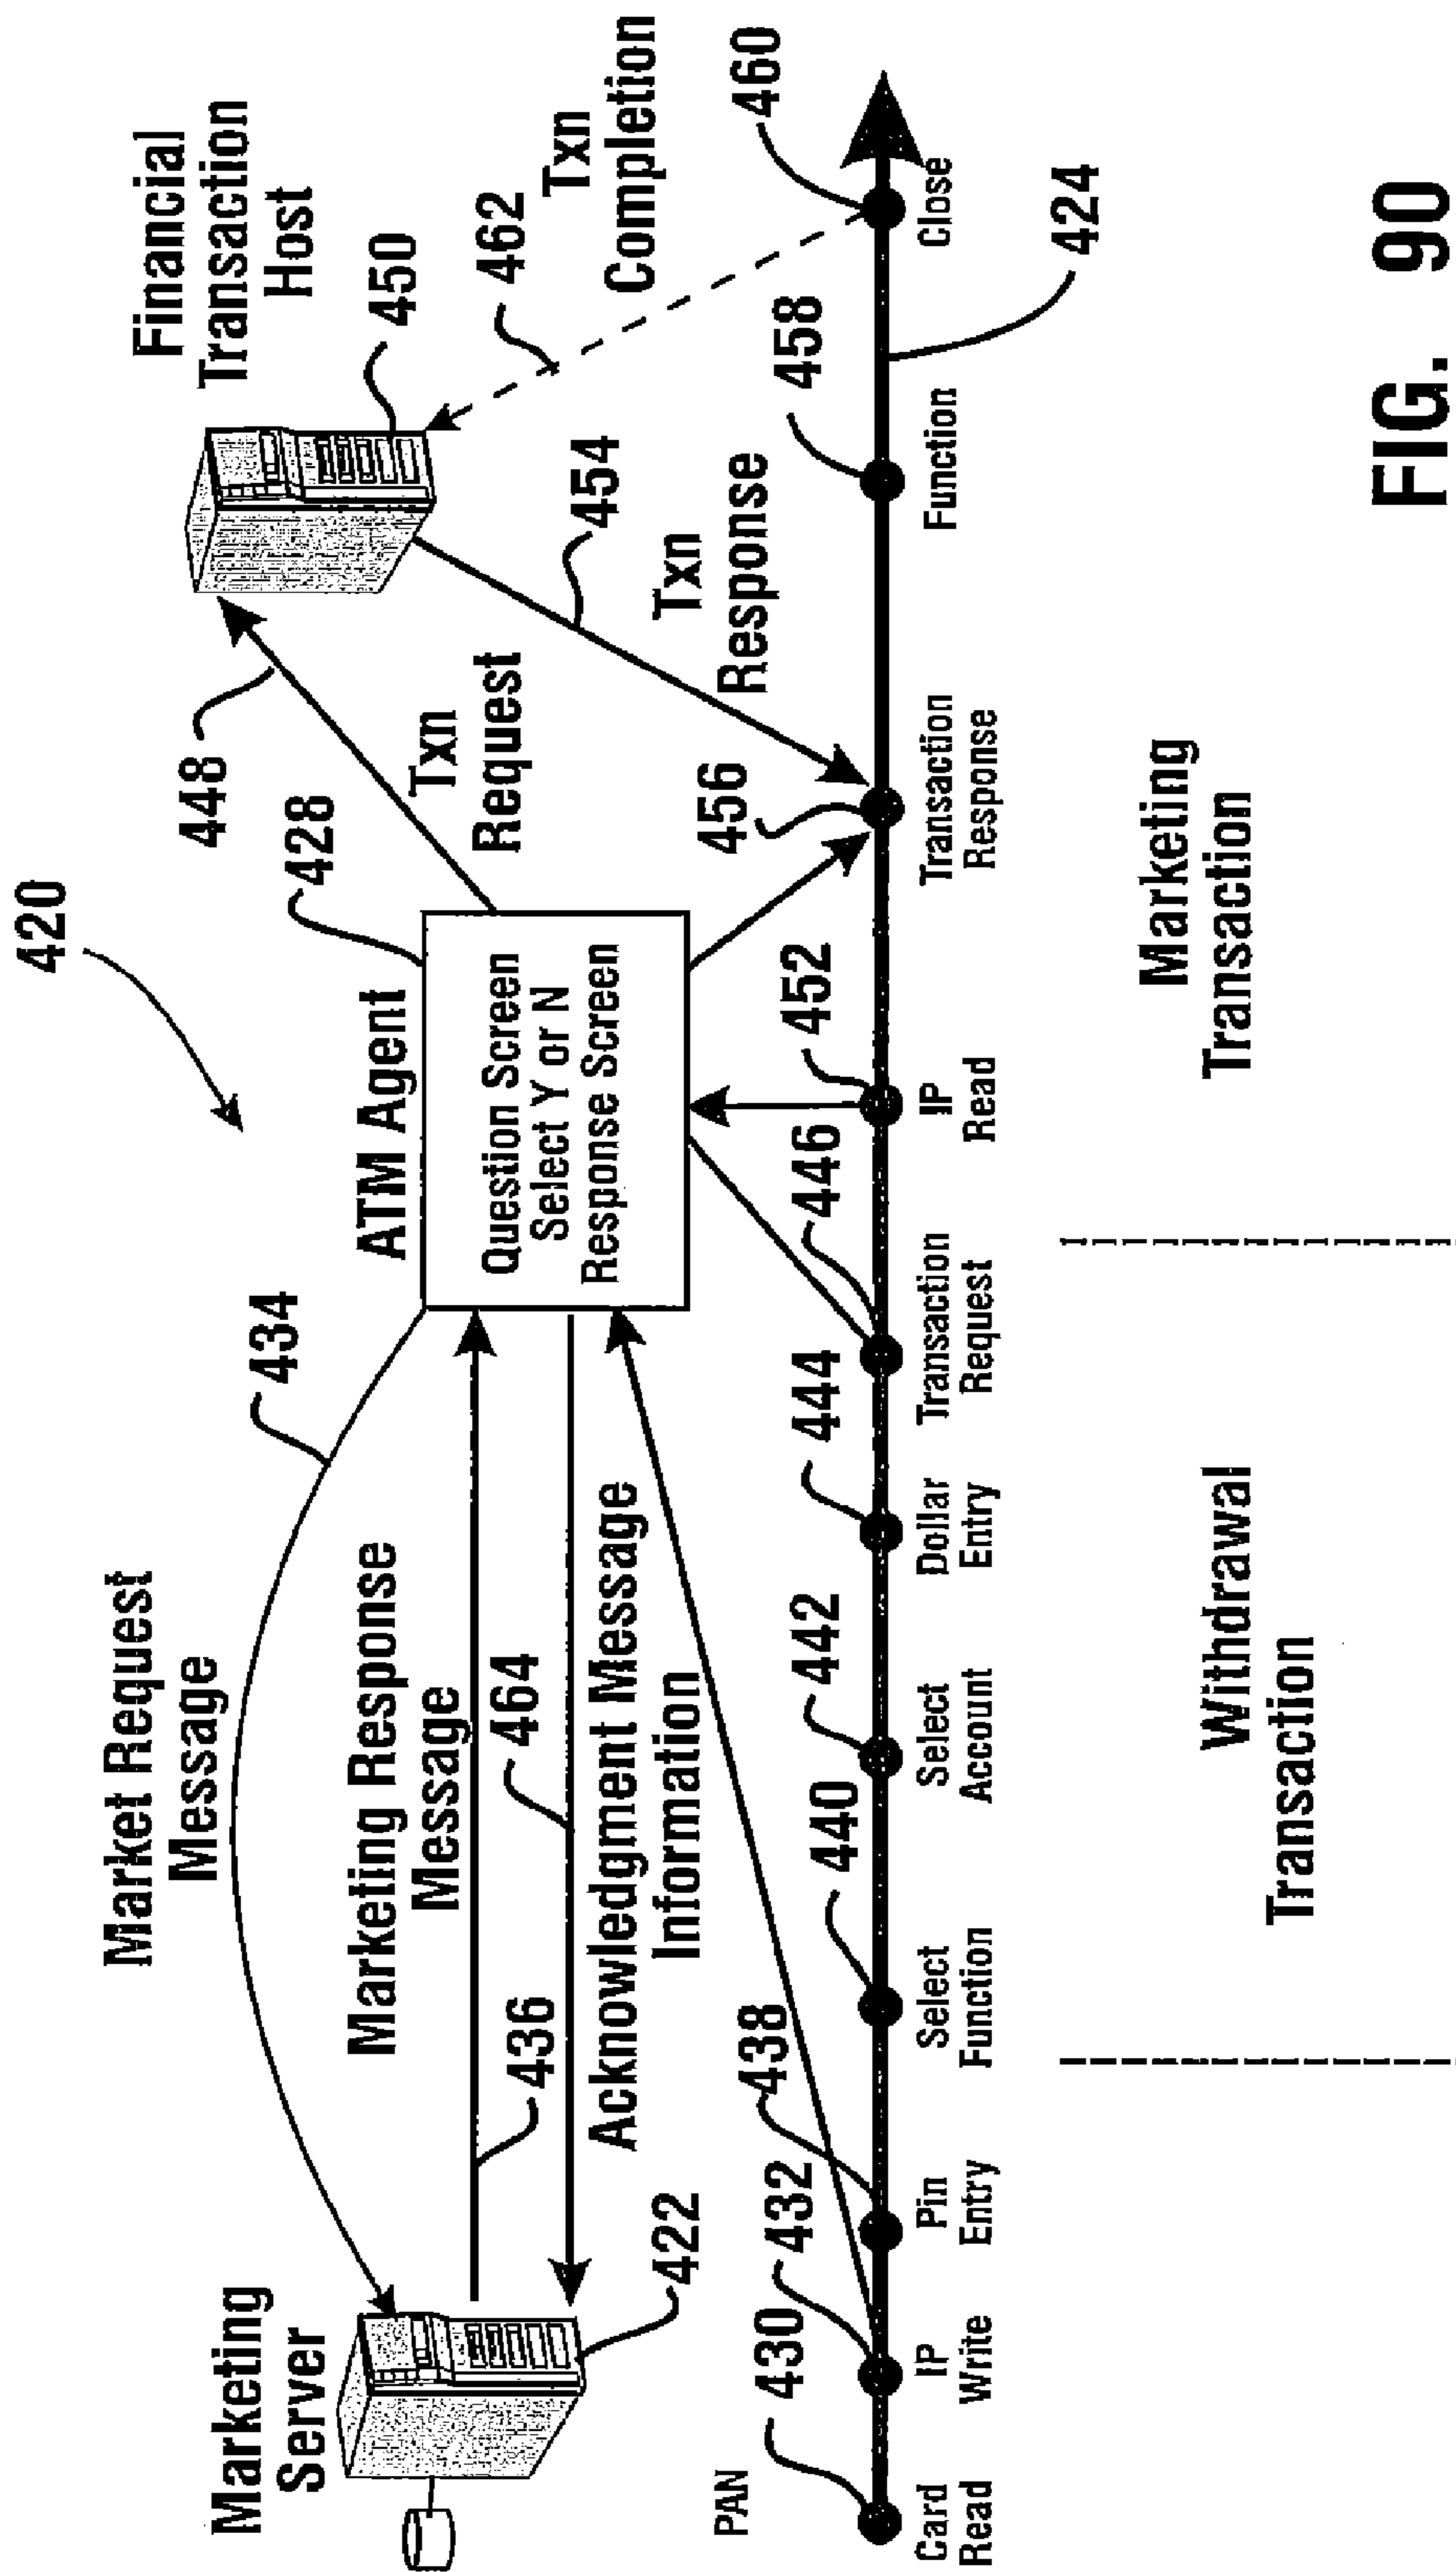 420
Market Request
Message
434
Marketing
Server
Marketing Response
Message
436
464
Acknowledgment Message
Information
422
ATM Agent
428
Question Screen
Select Y or N
Response Screen
448
Txn
Request
Financial
Transaction
Host
450
454
Txn
Response
462
Txn
Completion
PAN
430
432
438
440
442
444
446
452
456
458
460
Card
Read
IP
Write
Pin
Entry
Select
Function
Select
Account
Dollar
Entry
Transaction
Request
IP
Read
Transaction
Response
Function
Close
424
Withdrawal
Transaction
Marketing
Transaction
FIG. 90